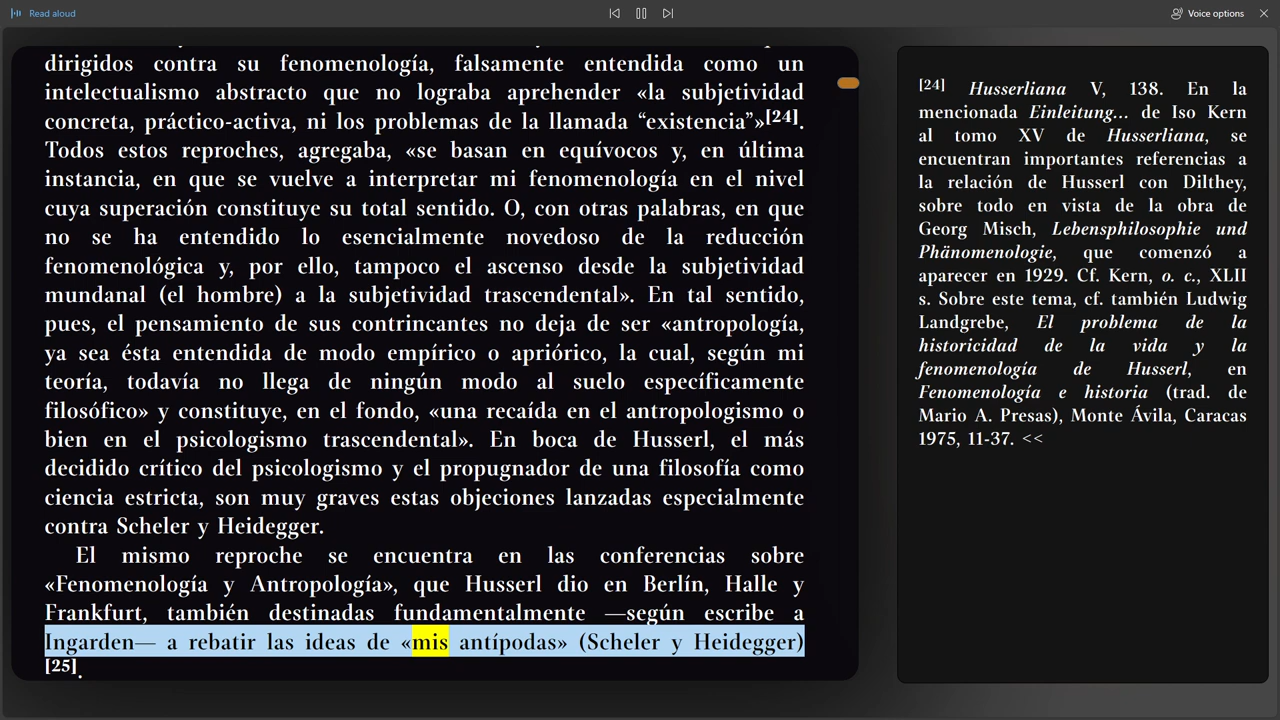 Read aloud
Voice options
dirigidos contra su fenomenología, falsamente entendida como un
intelectualismo abstracto que no lograba aprehender «la subjetividad
concreta, práctico-activa, ni los problemas de la llamada “existencia”»[24].
Todos estos reproches, agregaba, «se basan en equívocos y, en última
instancia, en que se vuelve a interpretar mi fenomenología en el nivel
cuya superación constituye su total sentido. O, con otras palabras, en que
no se ha entendido lo esencialmente novedoso de la reducción
fenomenológica y, por ello, tampoco el ascenso desde la subjetividad
mundanal (el hombre) a la subjetividad trascendental». En tal sentido,
pues, el pensamiento de sus contrincantes no deja de ser «antropología,
ya sea ésta entendida de modo empírico o apriórico, la cual, según mi
teoría, todavía no llega de ningún modo al suelo específicamente
filosófico» y constituye, en el fondo, «una recaída en el antropologismo o
bien en el psicologismo trascendental». En boca de Husserl, el más
decidido crítico del psicologismo y el propugnador de una filosofía como
ciencia estricta, son muy graves estas objeciones lanzadas especialmente
contra Scheler y Heidegger.
El mismo reproche se encuentra en las conferencias sobre
«Fenomenología y Antropología», que Husserl dio en Berlín, Halle y
Frankfurt, también destinadas fundamentalmente —según escribe a
Ingarden— a rebatir las ideas de «mis antípodas» (Scheler y Heidegger)
[25].
[24] Husserliana V, 138. En la
mencionada Einleitung... de Iso Kern
al tomo XV de Husserliana, se
encuentran importantes referencias a
la relación de Husserl con Dilthey,
sobre todo en vista de la obra de
Georg Misch, Lebensphilosophie und
Phänomenologie, que comenzó a
aparecer en 1929. Cf. Kern, o. c., XLII
s. Sobre este tema, cf. también Ludwig
Landgrebe, El problema de la
historicidad de la vida y la
fenomenología de Husserl, en
Fenomenología e historia (trad. de
Mario A. Presas), Monte Ávila, Caracas
1975, 11-37. <<